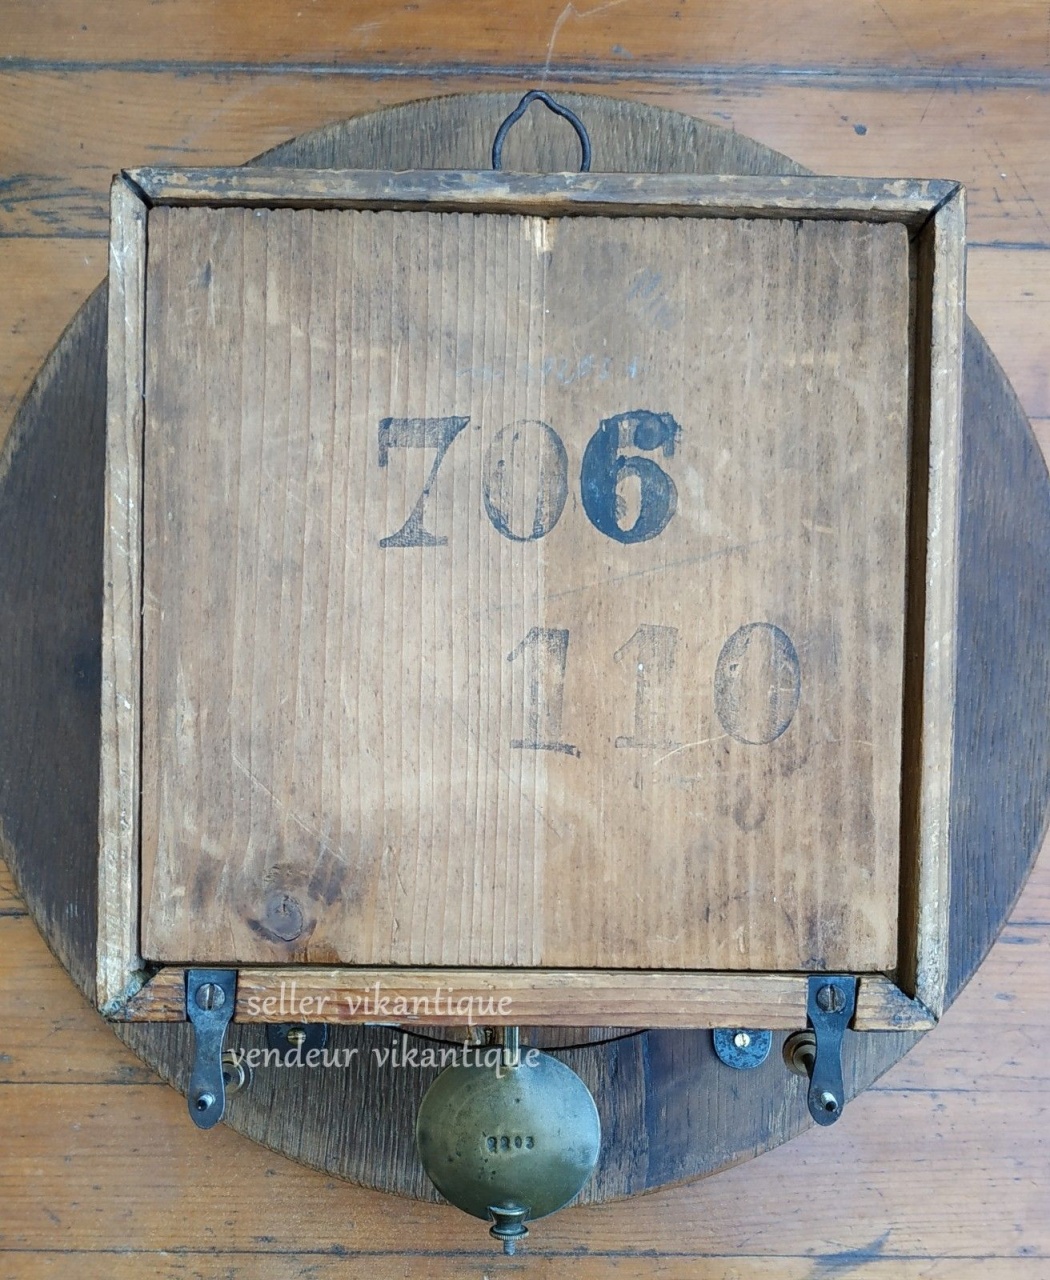 706
110
seller vikantique
vendeur vikantique
2203